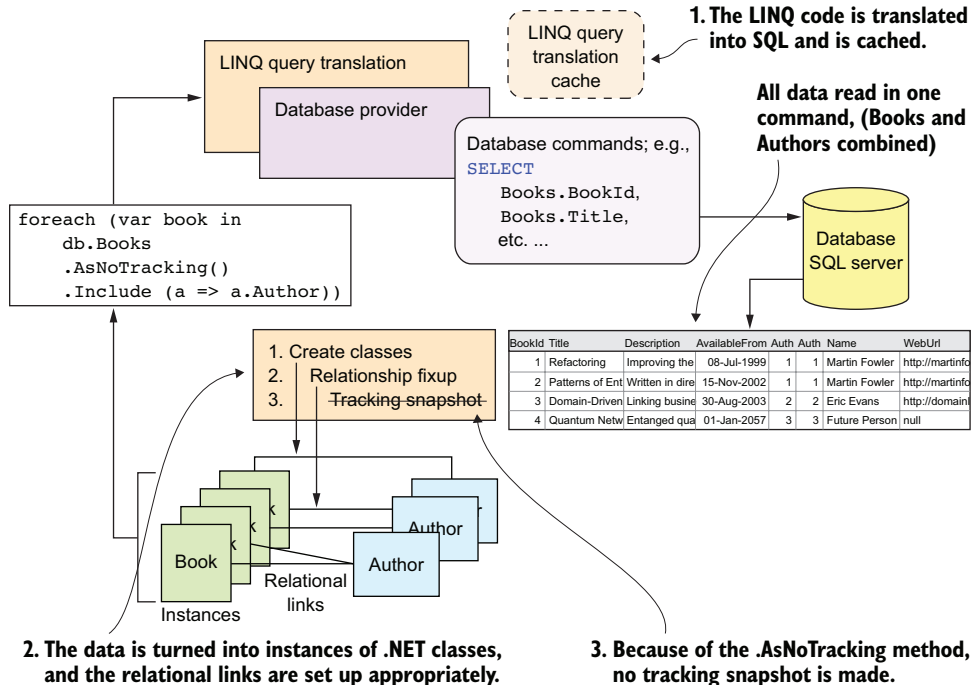 1. The LINQ code is translated
into SQL and is cached.
LINQ query
translation
cache
LINQ query translation
Database provider
All data read in one
command, (Books and
Authors combined)
Database commands; e.g.,
SELECT
Books.BookId,
Books.Title,
etc. ...
foreach (var book in
db.Books
.AsNoTracking()
.Include (a => a.Author))
Database
SQL server
1. Create classes
2. Relationship fixup
3. Tracking snapshot
BookId Title Description AvailableFrom Auth Auth Name WebUrl
1 Refactoring Improving the 08-Jul-1999 1 1 Martin Fowler http://martinfo
2 Patterns of Ent Written in dire 15-Nov-2002 1 1 Martin Fowler http://martinfo
3 Domain-Driven Linking busine 30-Aug-2003 2 2 Eric Evans http://domainl
4 Quantum Netw Entanged qua 01-Jan-2057 3 3 Future Person null
k
k
k
Book
Instances
Relational
links
r
Author
Author
2. The data is turned into instances of .NET classes,
and the relational links are set up appropriately.
3. Because of the .AsNoTracking method,
no tracking snapshot is made.